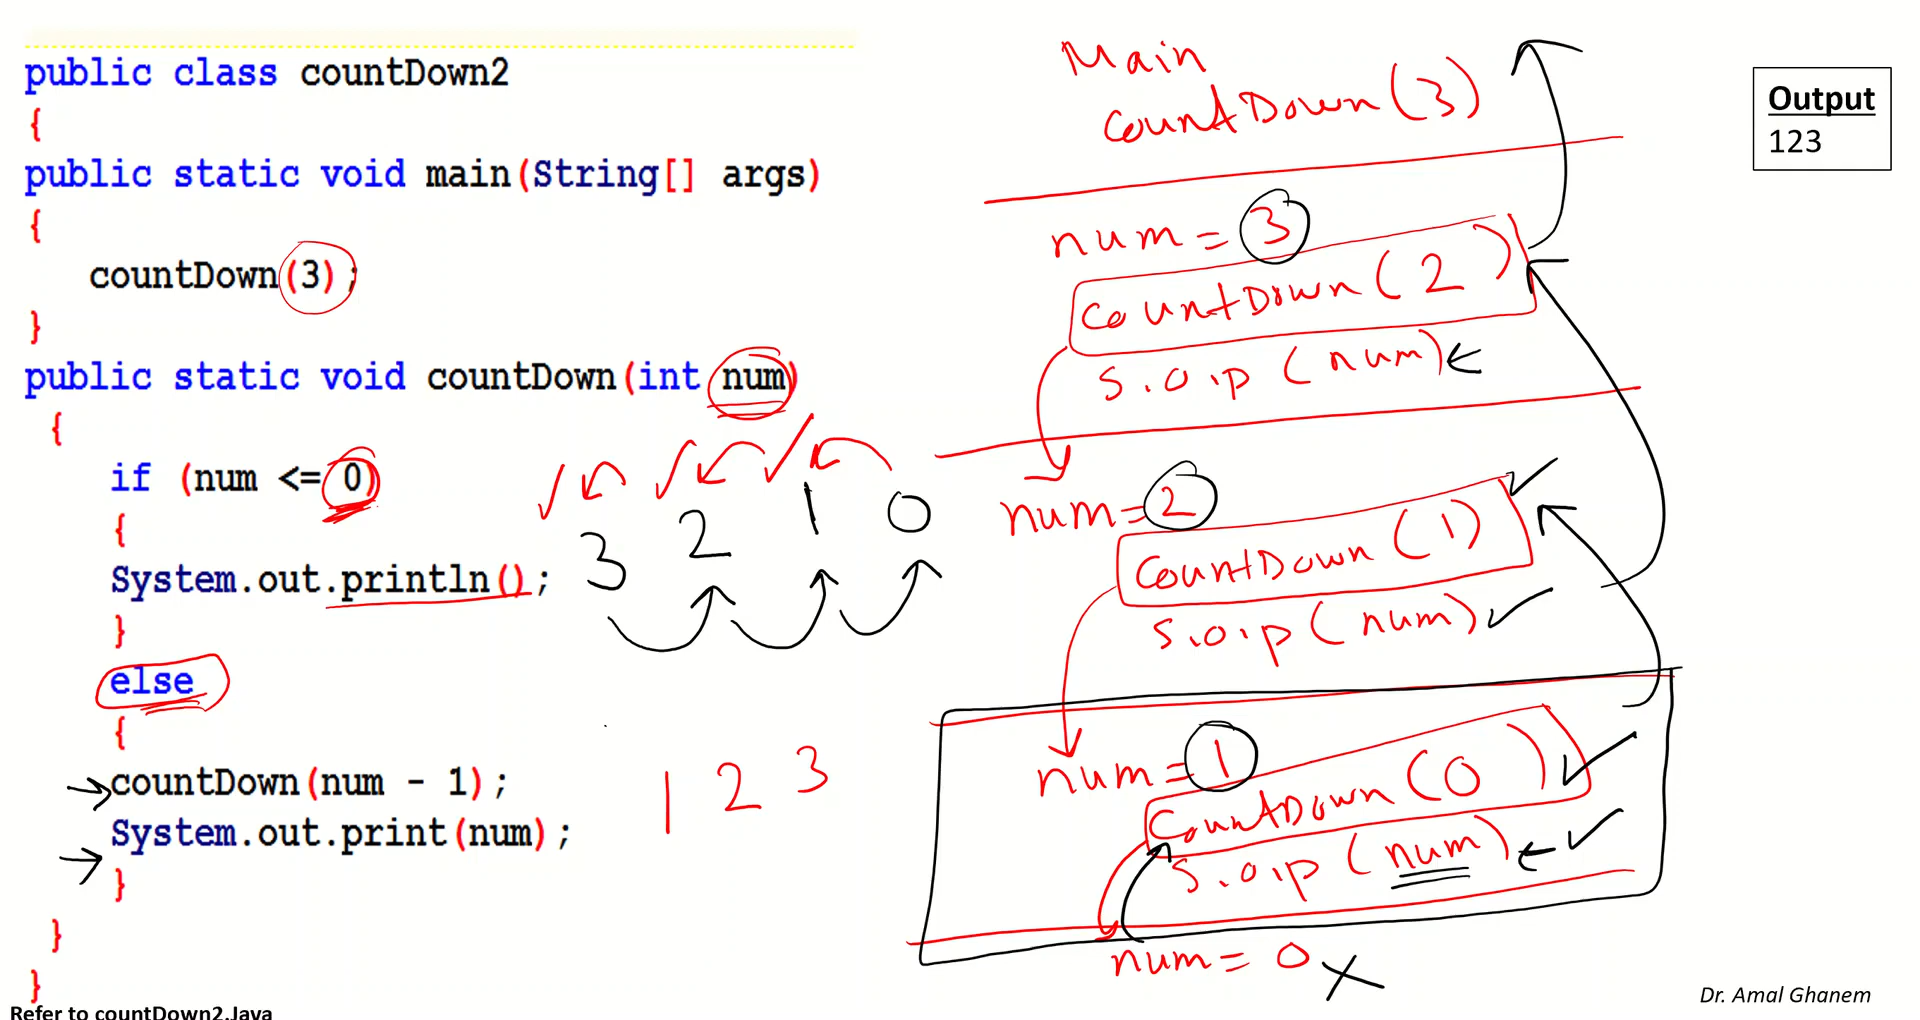 public class countDown2
{
public static void main(String[] args)
{
countDown(3);
}
public static void countDown(int num)
{
if (num <= 0)
{
System.out.println();
}
else
{
countDown(num - 1);
System.out.print(num);
}
}
}
Refer to countDown2.Java
3 2 1 0
1 2 3
Main
countDown(3)
num = 3
countDown(2)
s.o.p(num)
num = 2
countDown(1)
s.o.p(num)
num = 1
countDown(0)
s.o.p(num)
num = 0
Output
123
Dr. Amal Ghanem